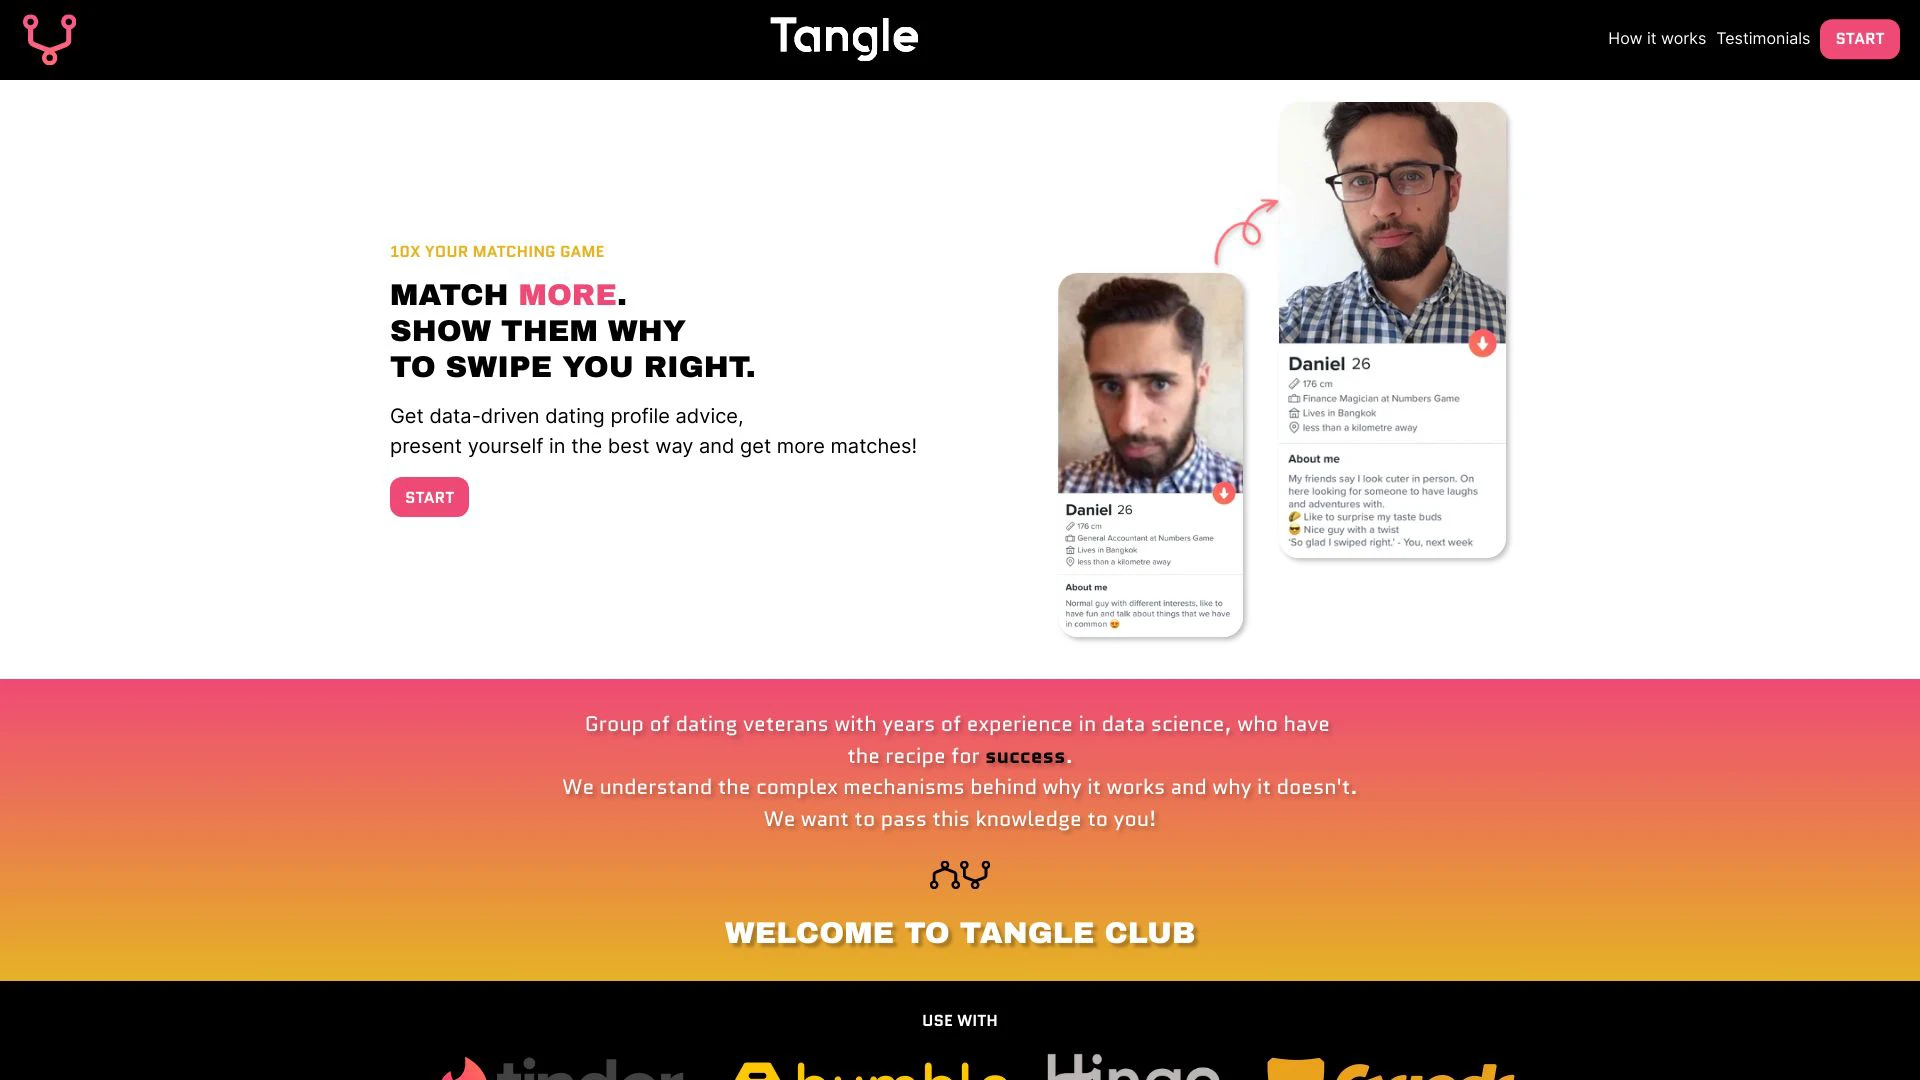 Tangle
How it works
Testimonials
START
10X YOUR MATCHING GAME
MATCH MORE.
SHOW THEM WHY
TO SWIPE YOU RIGHT.
Get data-driven dating profile advice,
present yourself in the best way and get more matches!
START
Daniel 26
176 cm
General Accountant at Numbers Game
Lives in Bangkok
less than a kilometre away
About me
Normal guy with different interests, like to
have fun and talk about things that we have
in common 😍
Daniel 26
176 cm
Finance Magician at Numbers Game
Lives in Bangkok
less than a kilometre away
About me
My friends say I look cuter in person. On
here looking for someone to have laughs
and adventures with.
🌮 Like to surprise my taste buds
😎 Nice guy with a twist
'So glad I swiped right.' - You, next week
Group of dating veterans with years of experience in data science, who have
the recipe for success.
We understand the complex mechanisms behind why it works and why it doesn't.
We want to pass this knowledge to you!
WELCOME TO TANGLE CLUB
USE WITH
tinder
bumble
Hinge